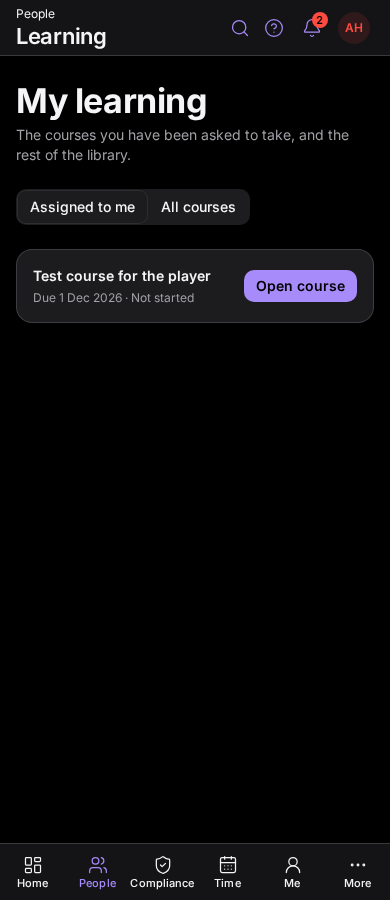 People
Learning
2
AH
My learning
The courses you have been asked to take, and the
rest of the library.
Assigned to me
All courses
Test course for the player
Due 1 Dec 2026 · Not started
Open course
Home
People
Compliance
Time
Me
More